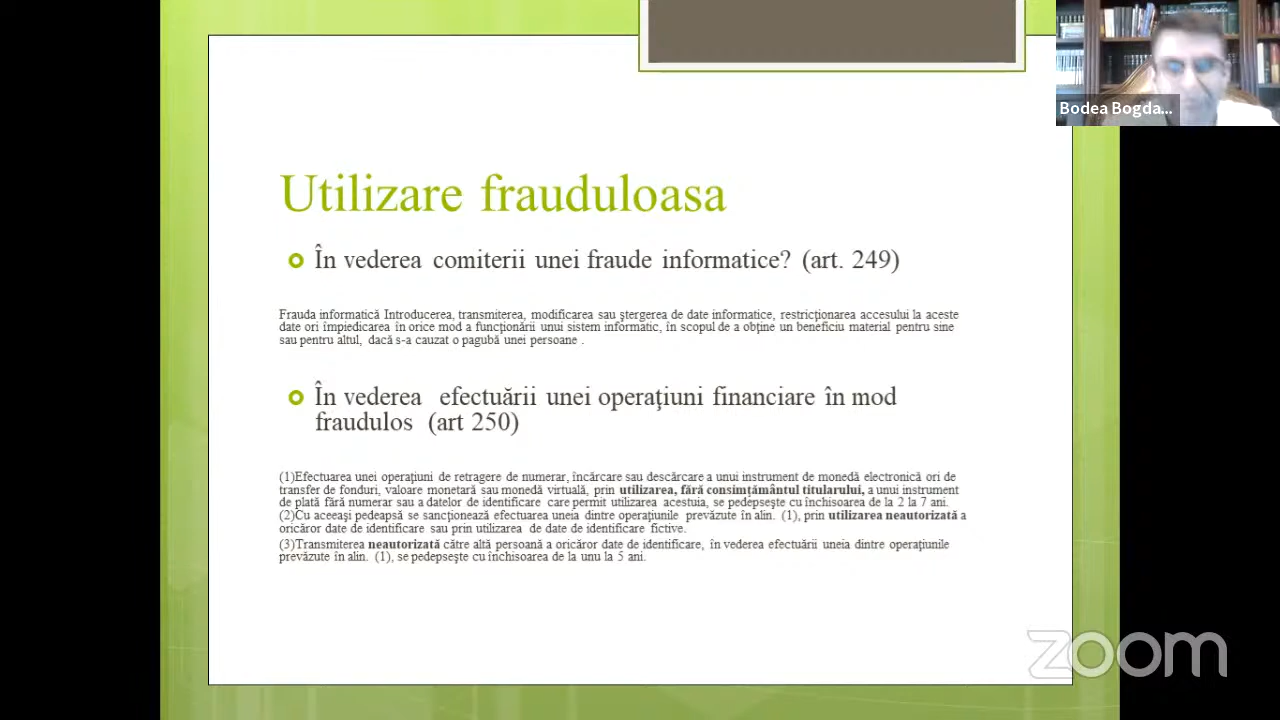 Bodea Bogda...
Utilizare frauduloasa
În vederea comiterii unei fraude informatice? (art. 249)
Frauda informatică Introducerea, transmiterea, modificarea sau ştergerea de date informatice, restricţionarea accesului la aceste
date ori împiedicarea în orice mod a funcţionării unui sistem informatic, în scopul de a obţine un beneficiu material pentru sine
sau pentru altul, dacă s-a cauzat o pagubă unei persoane .
În vederea efectuării unei operaţiuni financiare în mod
fraudulos (art 250)
(1)Efectuarea unei operaţiuni de retragere de numerar, încărcare sau descărcare a unui instrument de monedă electronică ori de
transfer de fonduri, valoare monetară sau monedă virtuală, prin utilizarea, fără consimţământul titularului, a unui instrument
de plată fără numerar sau a datelor de identificare care permit utilizarea acestuia, se pedepseşte cu închisoarea de la 2 la 7 ani.
(2)Cu aceeaşi pedeapsă se sancţionează efectuarea uneia dintre operaţiunile prevăzute în alin. (1), prin utilizarea neautorizată a
oricăror date de identificare sau prin utilizarea de date de identificare fictive.
(3)Transmiterea neautorizată către altă persoană a oricăror date de identificare, în vederea efectuării uneia dintre operaţiunile
prevăzute în alin. (1), se pedepseşte cu închisoarea de la unu la 5 ani.
zoom